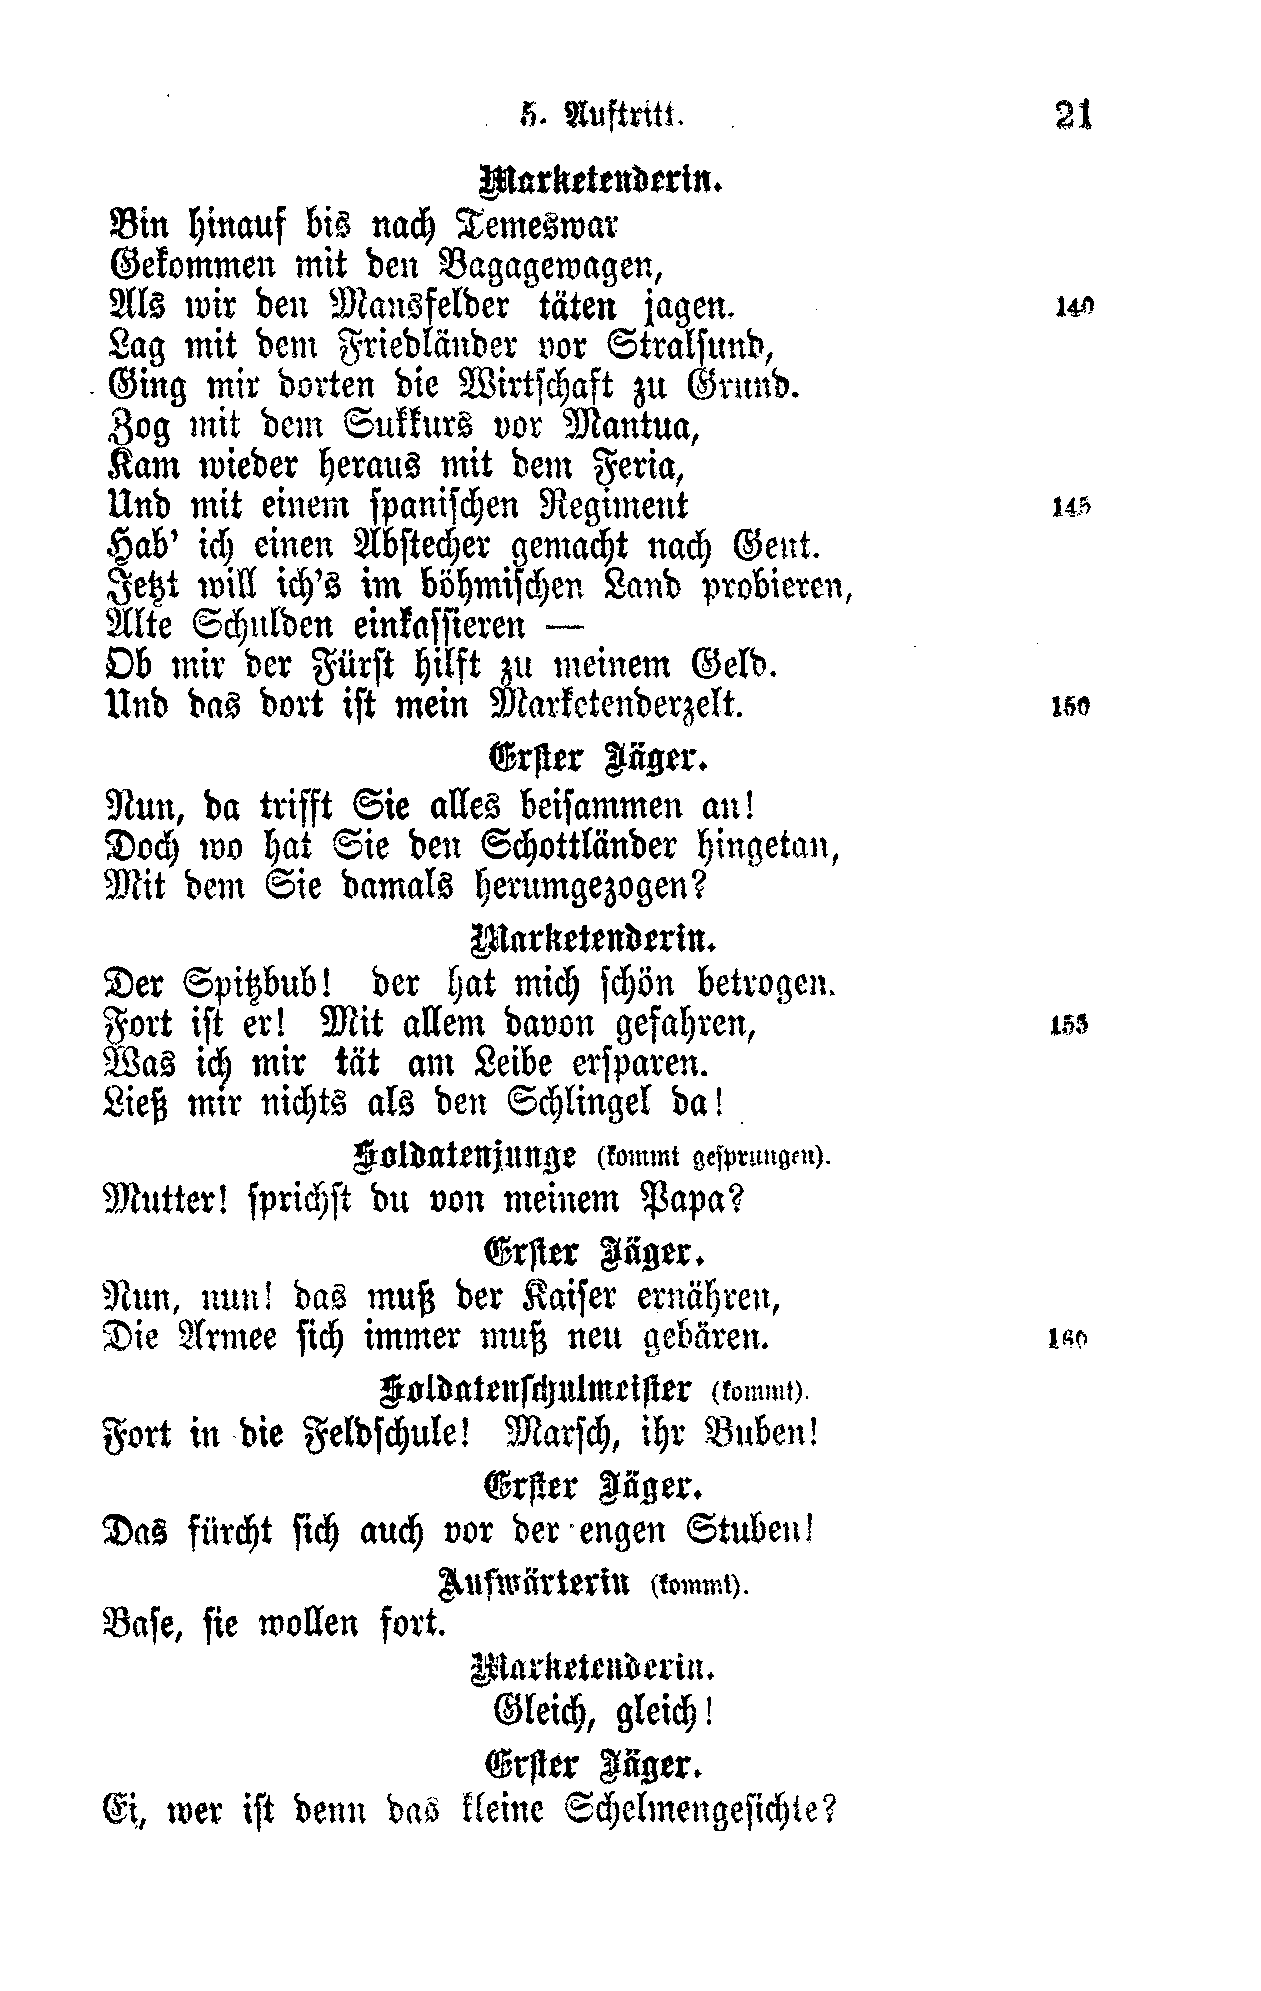 5. Auftritt. 21
Marketenderin.
Bin hinauf bis nach Temeswar
Gekommen mit den Bagagewagen,
Als wir den Mansfelder täten jagen. 140
Lag mit dem Friedländer vor Stralsund,
Ging mir dorten die Wirtschaft zu Grund.
Zog mit dem Sukkurs vor Mantua,
Kam wieder heraus mit dem Feria,
Und mit einem spanischen Regiment 145
Hab' ich einen Abstecher gemacht nach Gent.
Jetzt will ich's im böhmischen Land probieren,
Alte Schulden einkassieren —
Ob mir der Fürst hilft zu meinem Geld.
Und das dort ist mein Marketenderzelt. 150
Erster Jäger.
Nun, da trifft Sie alles beisammen an!
Doch wo hat Sie den Schottländer hingetan,
Mit dem Sie damals herumgezogen?
Marketenderin.
Der Spitzbub! der hat mich schön betrogen.
Fort ist er! Mit allem davon gefahren, 155
Was ich mir tät am Leibe ersparen.
Ließ mir nichts als den Schlingel da!
Soldatenjunge (kommt gesprungen).
Mutter! sprichst du von meinem Papa?
Erster Jäger.
Nun, nun! das muß der Kaiser ernähren,
Die Armee sich immer muß neu gebären. 160
Soldatenschulmeister (kommt).
Fort in die Feldschule! Marsch, ihr Buben!
Erster Jäger.
Das fürcht sich auch vor der engen Stuben!
Aufwärterin (kommt).
Base, sie wollen fort.
Marketenderin.
Gleich, gleich!
Erster Jäger.
Ei, wer ist denn das kleine Schelmengesichte?